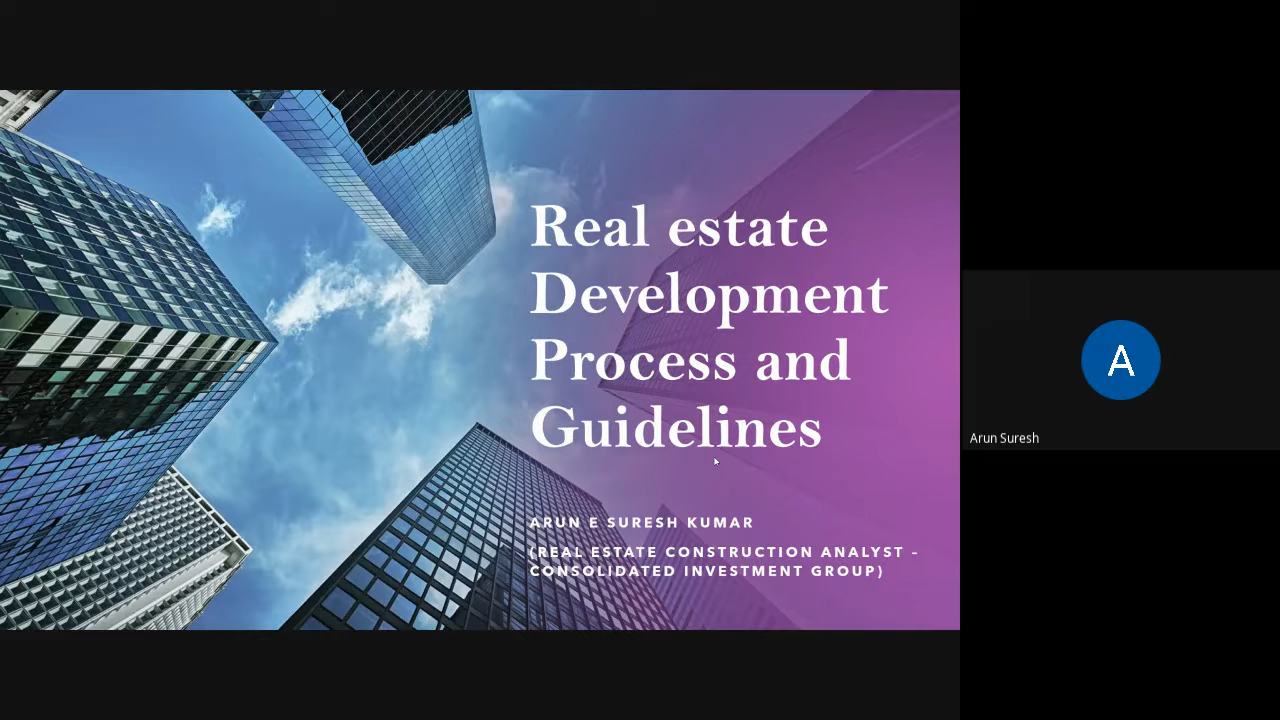 Real estate
Development
Process and
Guidelines
ARUN E SURESH KUMAR
(REAL ESTATE CONSTRUCTION ANALYST –
CONSOLIDATED INVESTMENT GROUP)
A
Arun Suresh